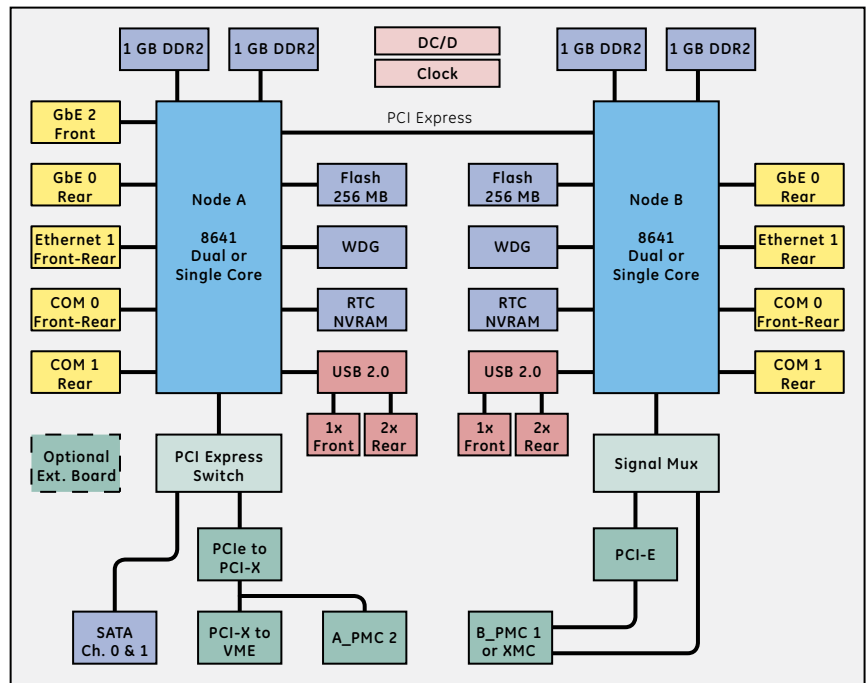 1 GB DDR2
1 GB DDR2
DC/D
Clock
1 GB DDR2
1 GB DDR2
PCI Express
GbE 2
Front
GbE 0
Rear
Ethernet 1
Front-Rear
COM 0
Front-Rear
COM 1
Rear
Node A
8641
Dual or
Single Core
Flash
256 MB
WDG
RTC
NVRAM
USB 2.0
1x
Front
2x
Rear
Flash
256 MB
WDG
RTC
NVRAM
USB 2.0
1x
Front
2x
Rear
Node B
8641
Dual or
Single Core
GbE 0
Rear
Ethernet 1
Rear
COM 0
Front-Rear
COM 1
Rear
Optional
Ext. Board
PCI Express
Switch
Signal Mux
PCIe to
PCI-X
PCI-E
SATA
Ch. 0 & 1
PCI-X to
VME
A_PMC 2
B_PMC 1
or XMC